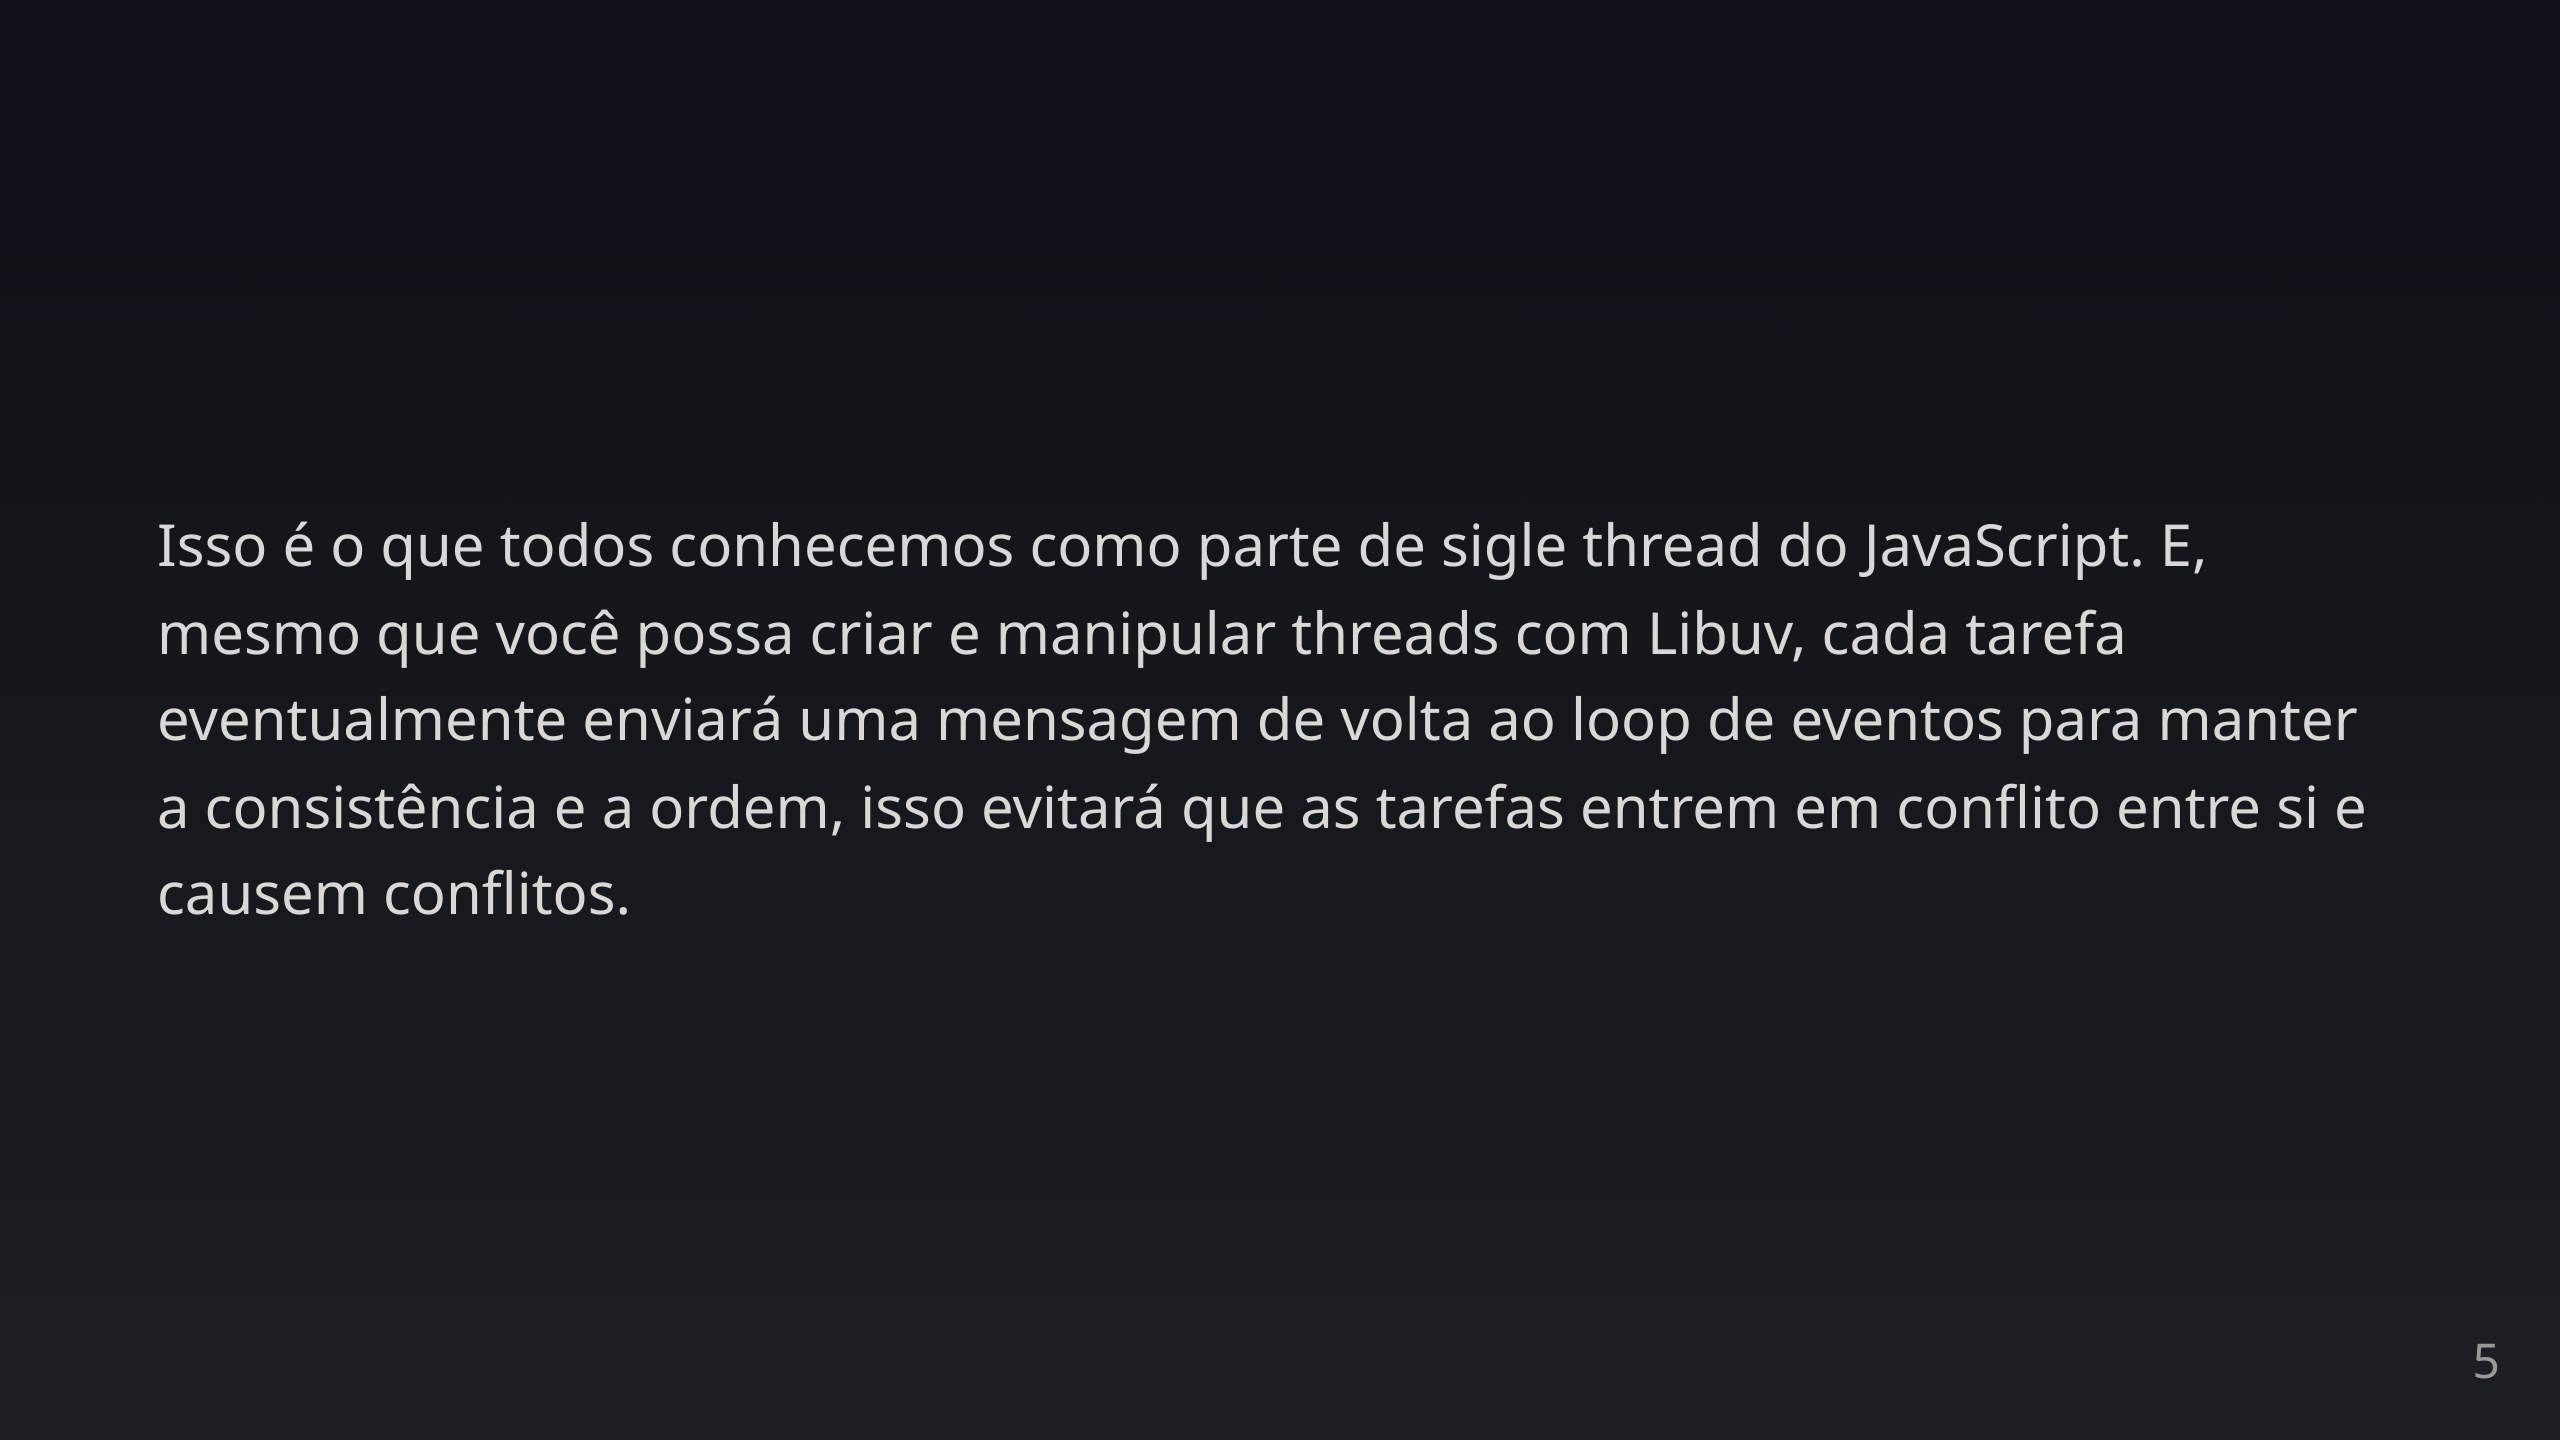 Isso é o que todos conhecemos como parte de sigle thread do JavaScript. E,
mesmo que você possa criar e manipular threads com Libuv, cada tarefa
eventualmente enviará uma mensagem de volta ao loop de eventos para manter
a consistência e a ordem, isso evitará que as tarefas entrem em conflito entre si e
causem conflitos.
5